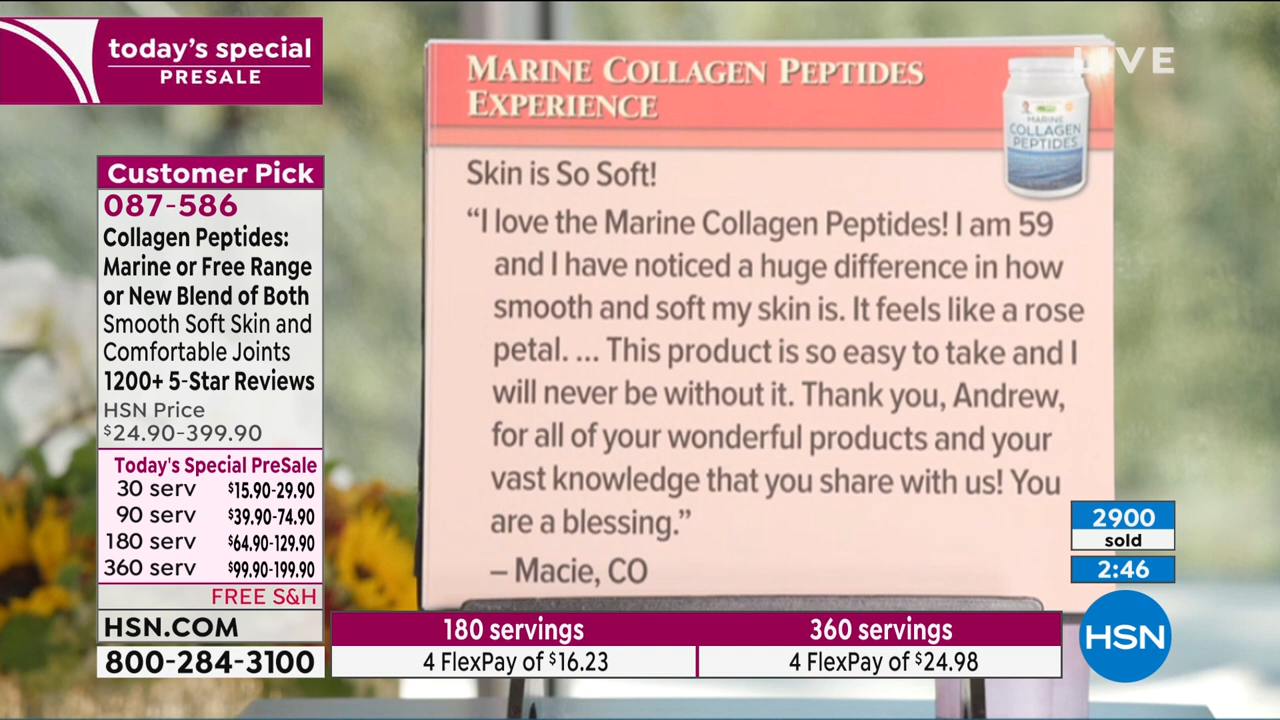 today's special
PRESALE
LIVE
MARINE COLLAGEN PEPTIDES
EXPERIENCE
MARINE
COLLAGEN
PEPTIDES
Skin is So Soft!
“I love the Marine Collagen Peptides! I am 59
and I have noticed a huge difference in how
smooth and soft my skin is. It feels like a rose
petal. ... This product is so easy to take and I
will never be without it. Thank you, Andrew,
for all of your wonderful products and your
vast knowledge that you share with us! You
are a blessing.”
– Macie, CO
Customer Pick
087-586
Collagen Peptides:
Marine or Free Range
or New Blend of Both
Smooth Soft Skin and
Comfortable Joints
1200+ 5-Star Reviews
HSN Price
$24.90-399.90
Today's Special PreSale
30 serv $15.90-29.90
90 serv $39.90-74.90
180 serv $64.90-129.90
360 serv $99.90-199.90
FREE S&H
HSN.COM
800-284-3100
2900
sold
2:46
180 servings
4 FlexPay of $16.23
360 servings
4 FlexPay of $24.98
HSN